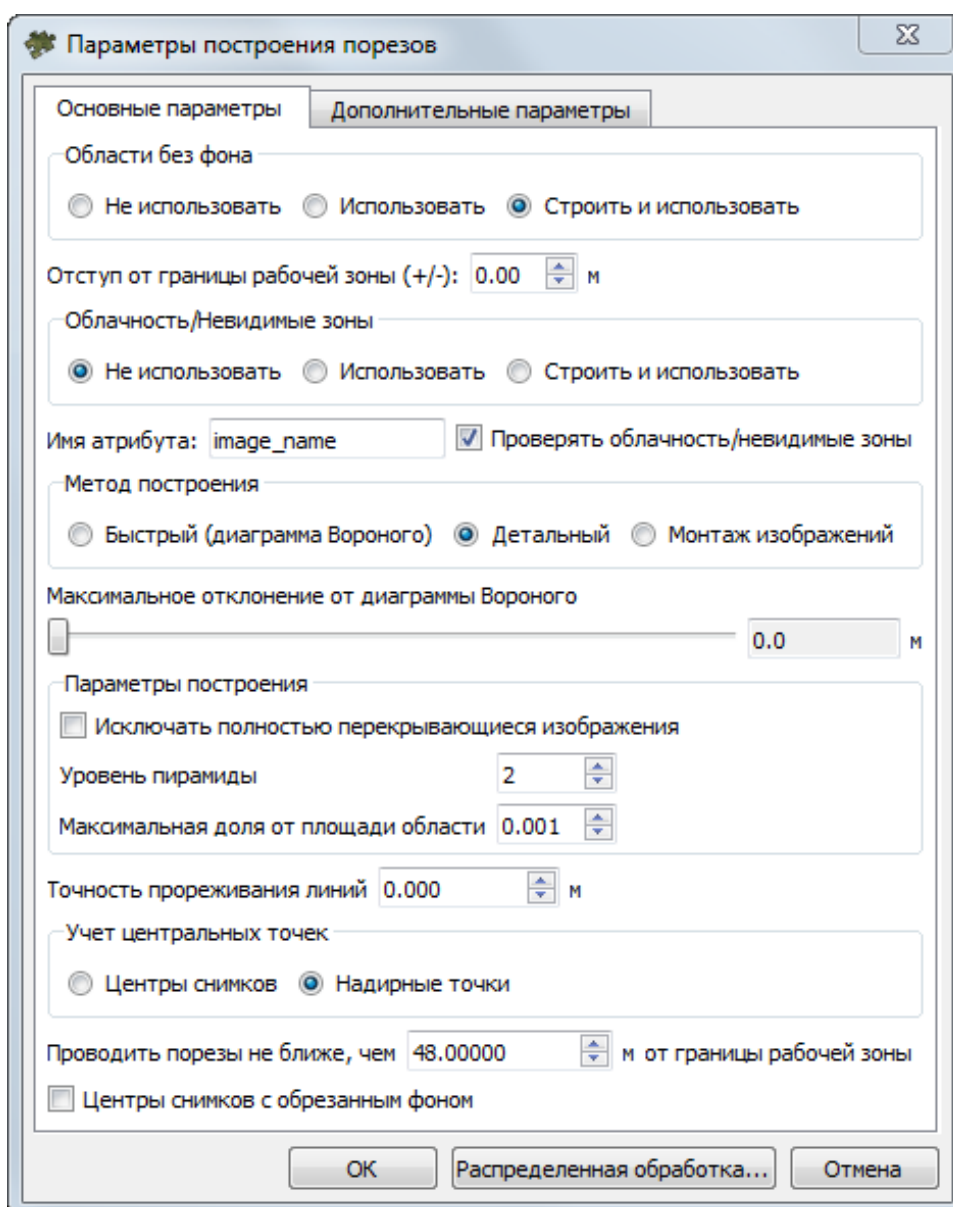 Параметры построения порезов
Основные параметры Дополнительные параметры
Области без фона
Не использовать Использовать Строить и использовать
Отступ от границы рабочей зоны (+/-): 0.00 м
Облачность/Невидимые зоны
Не использовать Использовать Строить и использовать
Имя атрибута: image_name Проверять облачность/невидимые зоны
Метод построения
Быстрый (диаграмма Вороного) Детальный Монтаж изображений
Максимальное отклонение от диаграммы Вороного
0.0 м
Параметры построения
Исключать полностью перекрывающиеся изображения
Уровень пирамиды 2
Максимальная доля от площади области 0.001
Точность прореживания линий 0.000 м
Учет центральных точек
Центры снимков Надирные точки
Проводить порезы не ближе, чем 48.00000 м от границы рабочей зоны
Центры снимков с обрезанным фоном
ОК Распределенная обработка... Отмена